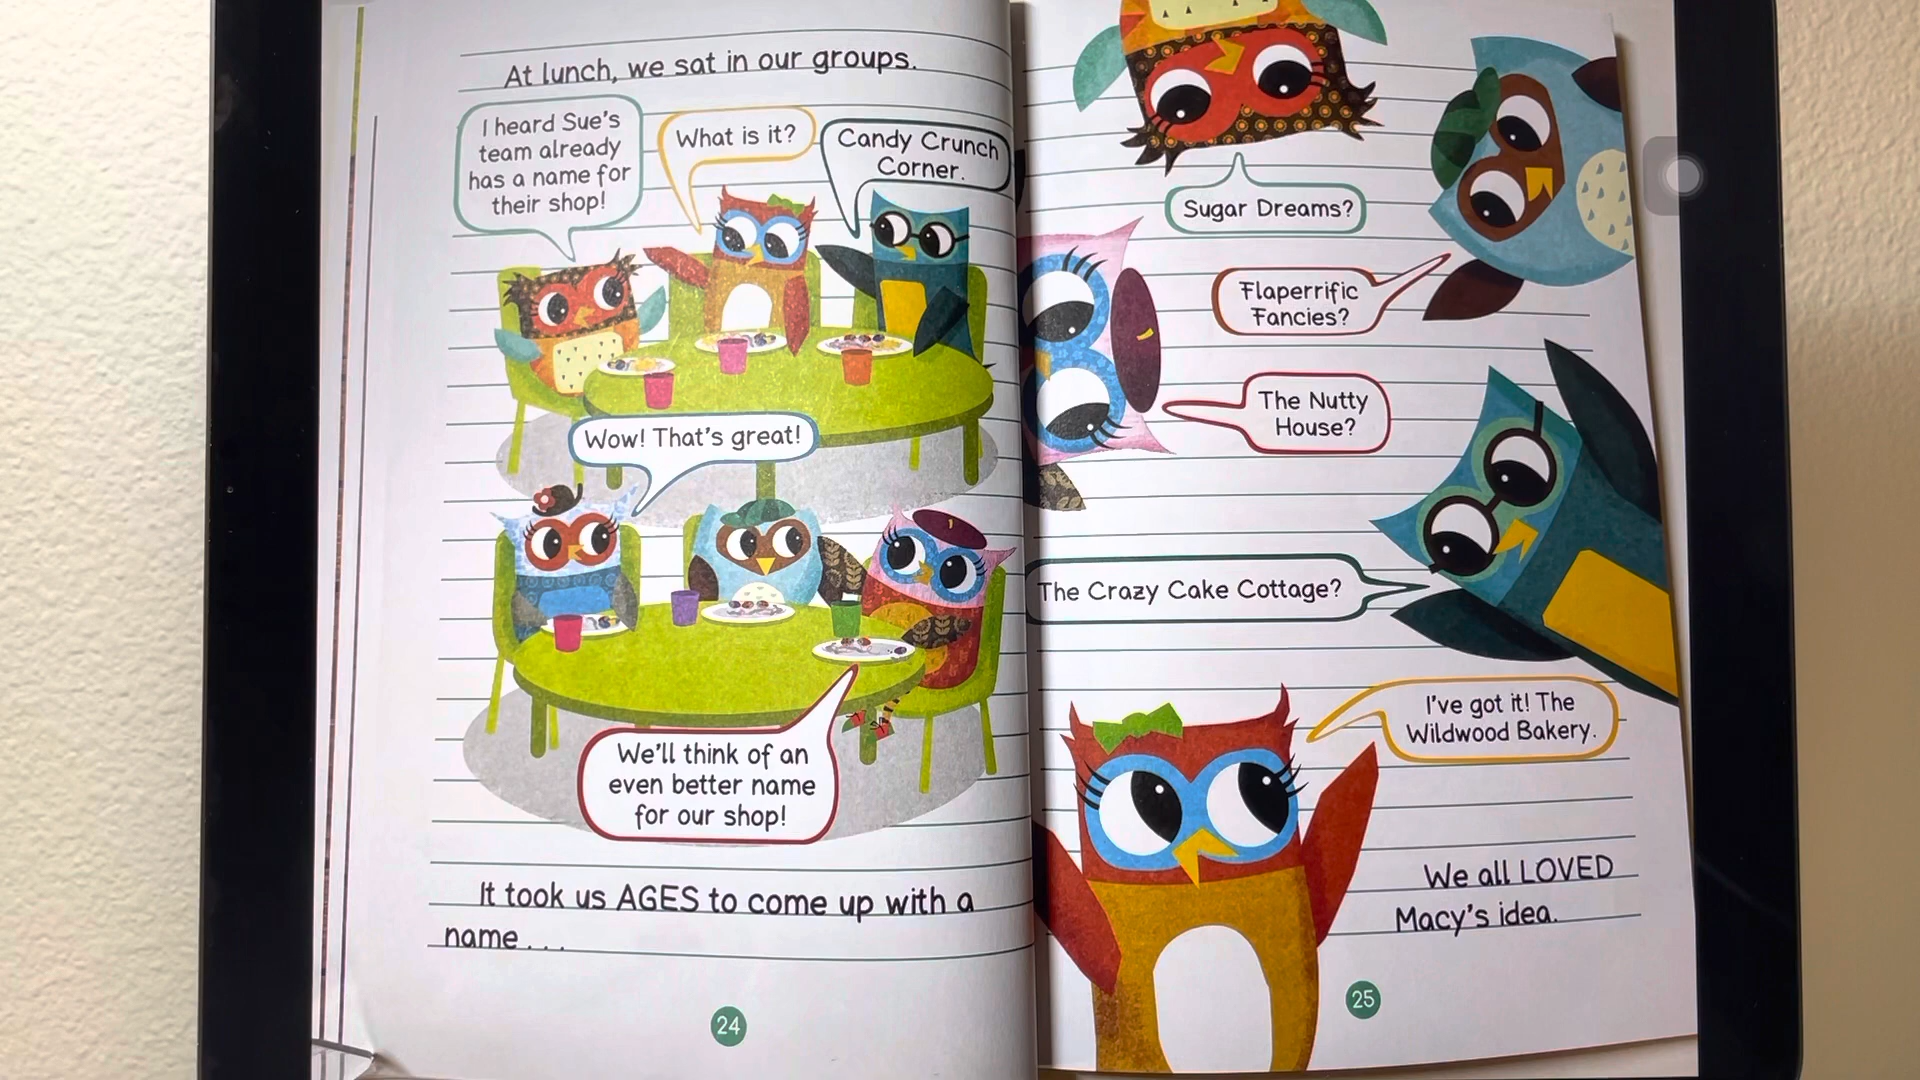 At lunch, we sat in our groups.
I heard Sue's
team already
has a name for
their shop!
What is it?
Candy Crunch
Corner.
Wow! That's great!
We'll think of an
even better name
for our shop!
It took us AGES to come up with a
name . . .
24
Sugar Dreams?
Flaperrific
Fancies?
The Nutty
House?
The Crazy Cake Cottage?
I've got it! The
Wildwood Bakery.
We all LOVED
Macy's idea.
25